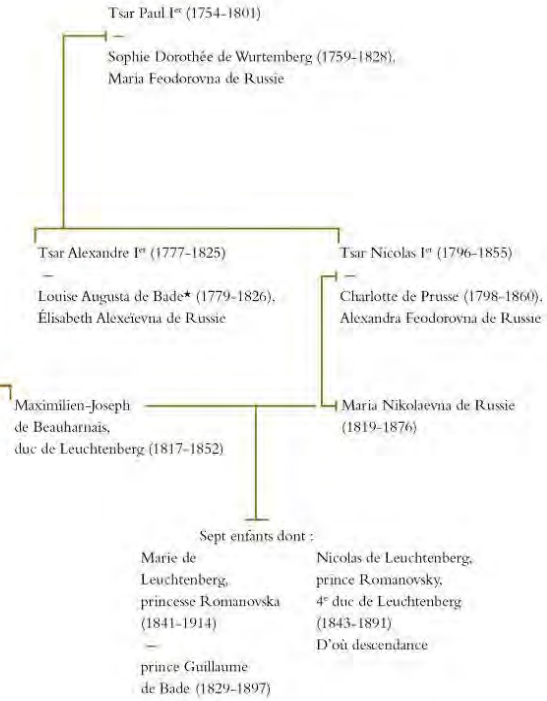 Tsar Paul Iᵉʳ (1754-1801)
–
Sophie Dorothée de Wurtemberg (1759-1828),
Maria Feodorovna de Russie
Tsar Alexandre Iᵉʳ (1777-1825)
–
Louise Augusta de Bade★ (1779-1826),
Élisabeth Alexeïevna de Russie
Tsar Nicolas Iᵉʳ (1796-1855)
–
Charlotte de Prusse (1798-1860),
Alexandra Feodorovna de Russie
Maximilien-Joseph
de Beauharnais,
duc de Leuchtenberg (1817-1852)
Maria Nikolaevna de Russie
(1819-1876)
Sept enfants dont :
Marie de
Leuchtenberg,
princesse Romanovska
(1841-1914)
–
prince Guillaume
de Bade (1829-1897)
Nicolas de Leuchtenberg,
prince Romanovsky,
4ᵉ duc de Leuchtenberg
(1843-1891)
D'où descendance